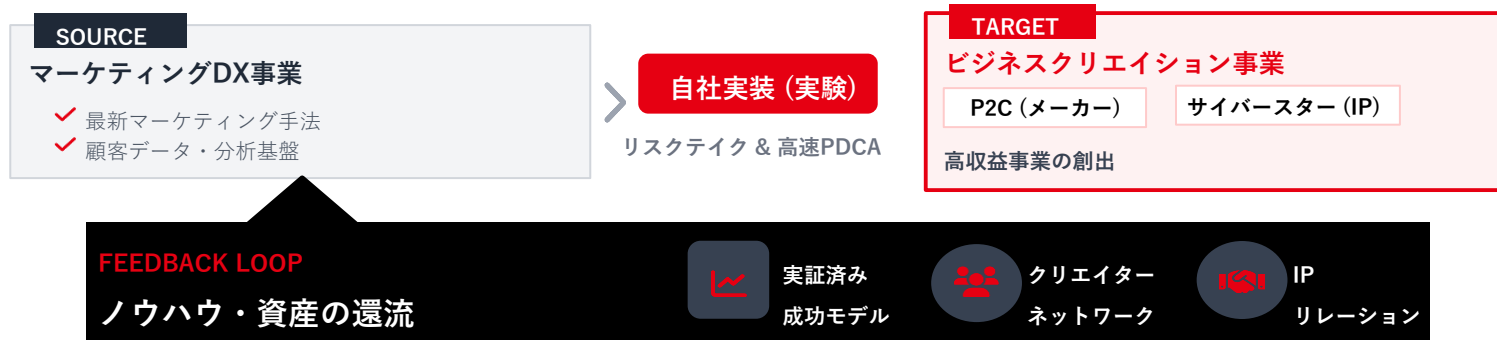 SOURCE
マーケティングDX事業
最新マーケティング手法
顧客データ・分析基盤
自社実装 (実験)
リスクテイク & 高速PDCA
TARGET
ビジネスクリエイション事業
P2C (メーカー)
サイバースター (IP)
高収益事業の創出
FEEDBACK LOOP
ノウハウ・資産の還流
実証済み
成功モデル
クリエイター
ネットワーク
IP
リレーション